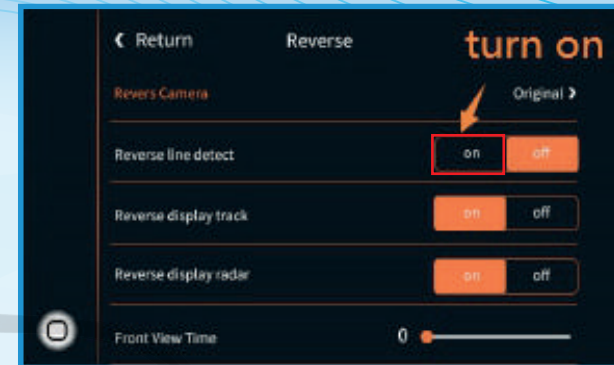 ❮ Return Reverse turn on
Revers Camera Original ❯
Reverse line detect on off
Reverse display track on off
Reverse display radar on off
Front View Time 0